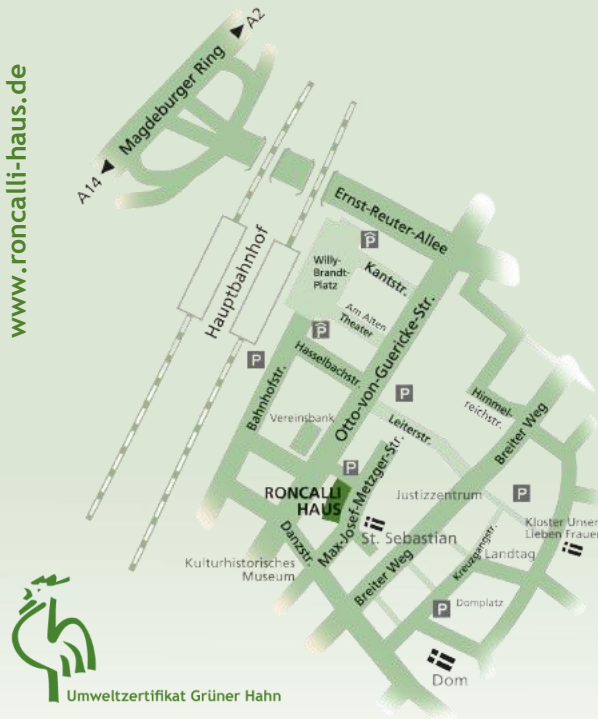 www.roncalli-haus.de
A2
Magdeburger Ring
A14
Ernst-Reuter-Allee
Hauptbahnhof
P
Willy-
Brandt-
Platz
Kantstr.
Am Alten
Theater
P
Otto-von-Guericke-Str.
P
Hasselbachstr.
Bahnhofstr.
P
Himmel-
reichstr.
Breiter Weg
Vereinsbank
Leiterstr.
P
RONCALLI
HAUS
Max-Josef-Metzger-Str.
Justizzentrum
P
Kloster Unser
Lieben Frauen
St. Sebastian
Danzstr.
Kreuzgangstr.
Landtag
Kulturhistorisches
Museum
Breiter Weg
P
Domplatz
Dom
Umweltzertifikat Grüner Hahn